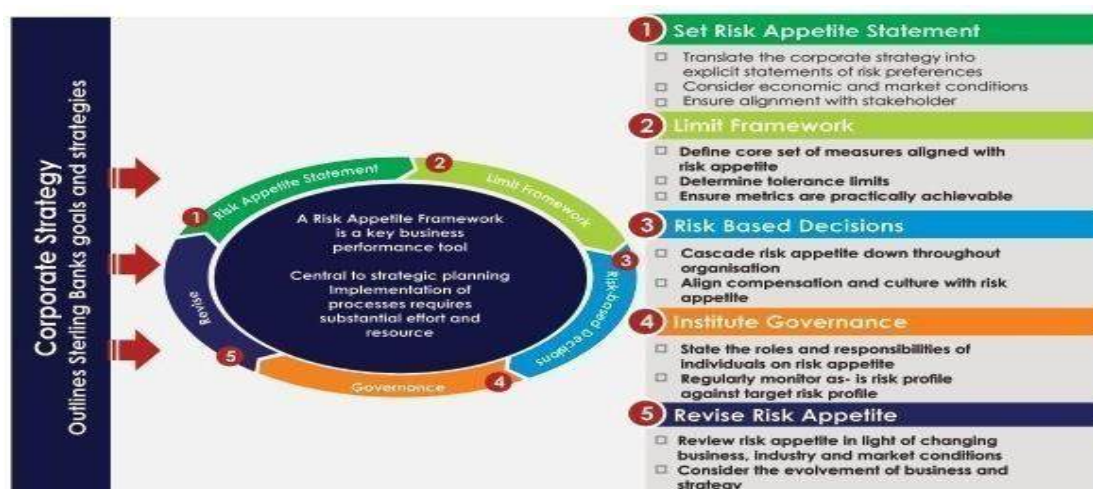 Corporate Strategy
Outlines Sterling Banks goals and strategies
1
Risk Appetite Statement
2
Limit Framework
3
Risk-based Decisions
4
Governance
5
Revise
A Risk Appetite Framework
is a key business
performance tool
Central to strategic planning
Implementation of
processes requires
substantial effort and
resource
1 Set Risk Appetite Statement
Translate the corporate strategy into
explicit statements of risk preferences
Consider economic and market conditions
Ensure alignment with stakeholder
2 Limit Framework
Define core set of measures aligned with
risk appetite
Determine tolerance limits
Ensure metrics are practically achievable
3 Risk Based Decisions
Cascade risk appetite down throughout
organisation
Align compensation and culture with risk
appetite
4 Institute Governance
State the roles and responsibilities of
individuals on risk appetite
Regularly monitor as- is risk profile
against target risk profile
5 Revise Risk Appetite
Review risk appetite in light of changing
business, industry and market conditions
Consider the evolvement of business and
strategy